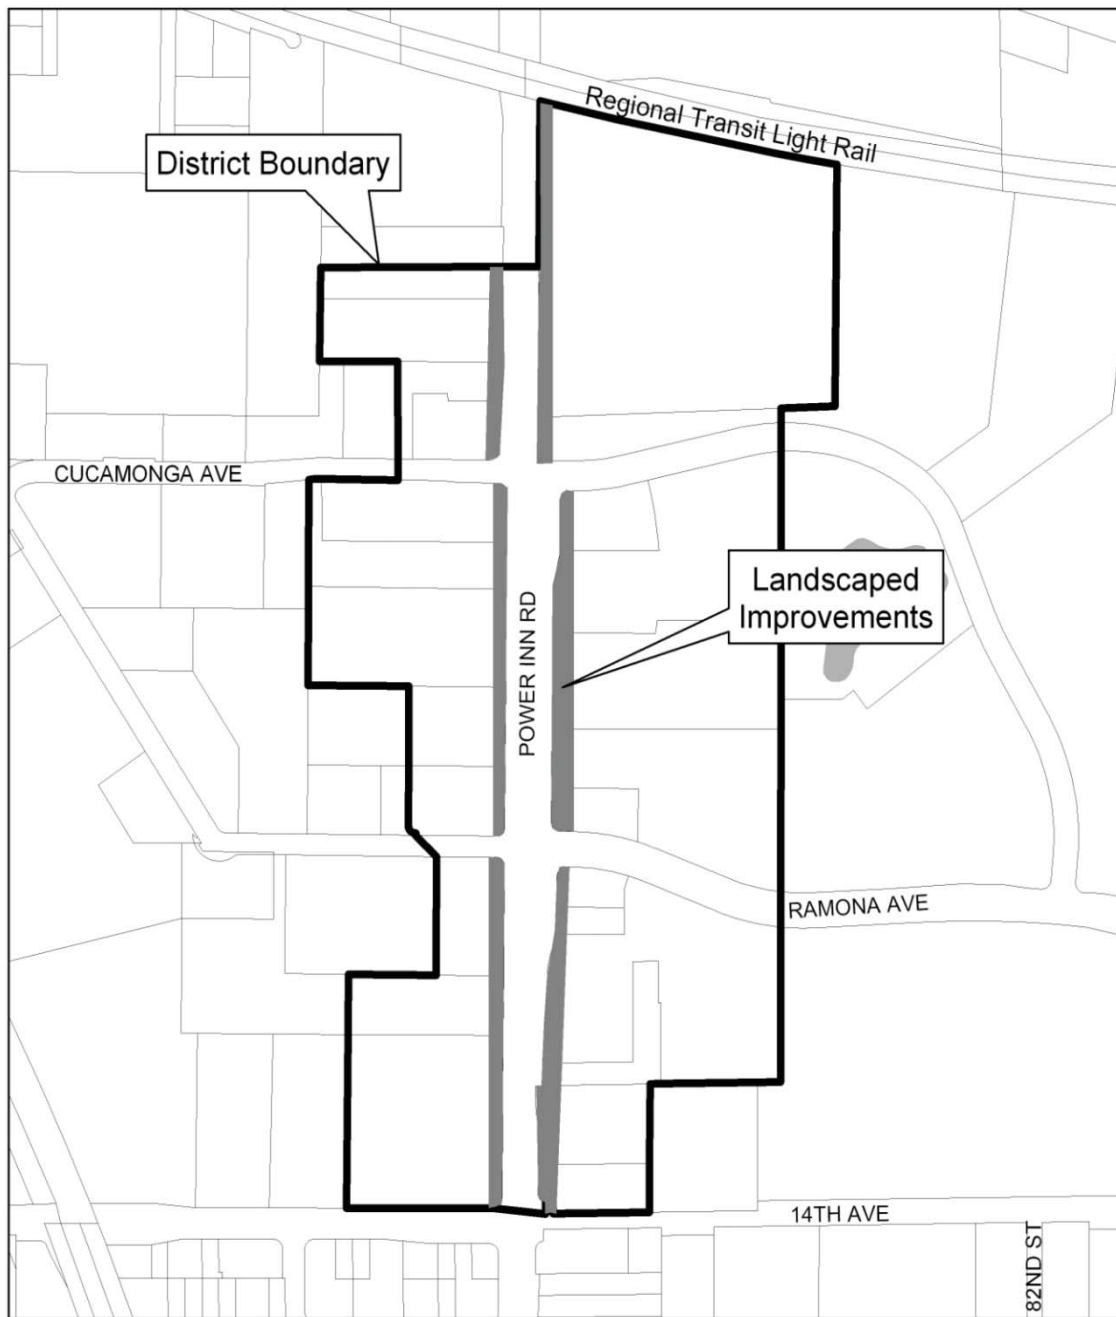 Regional Transit Light Rail
District Boundary
CUCAMONGA AVE
Landscaped
Improvements
POWER INN RD
RAMONA AVE
14TH AVE
82ND ST